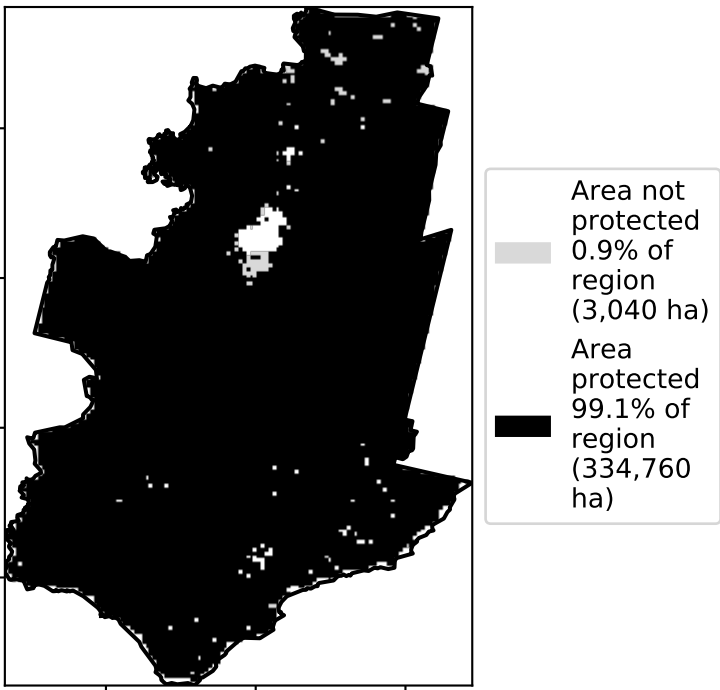 Area not
protected
0.9% of
region
(3,040 ha)
Area
protected
99.1% of
region
(334,760
ha)